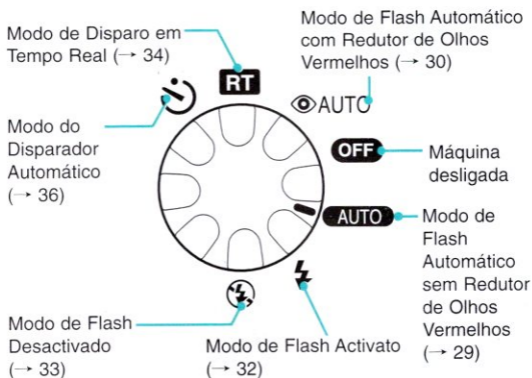 Modo de Disparo em
Tempo Real (→ 34)
Modo de Flash Automático
com Redutor de Olhos
Vermelhos (→ 30)
RT
AUTO
Modo do
Disparador
Automático
(→ 36)
OFF
Máquina
desligada
AUTO
Modo de
Flash
Automático
sem Redutor
de Olhos
Vermelhos
(→ 29)
Modo de Flash
Desactivado
(→ 33)
Modo de Flash Activato
(→ 32)